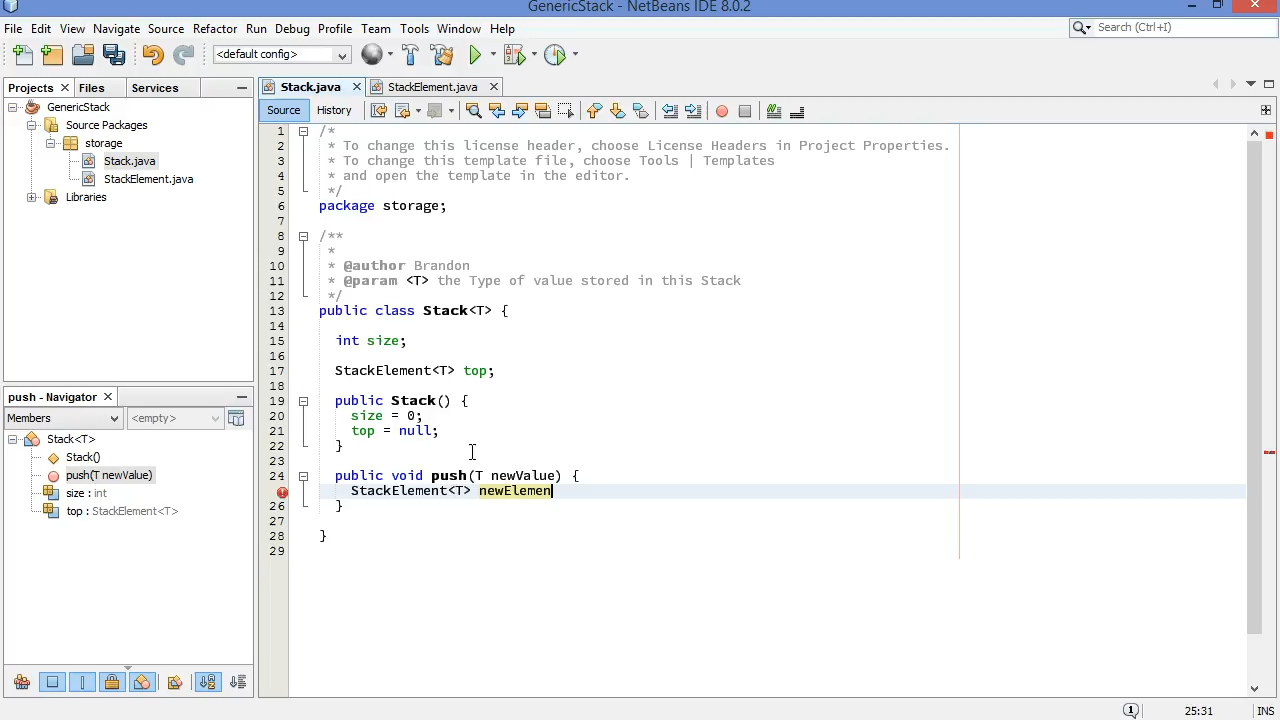 GenericStack - NetBeans IDE 8.0.2
File Edit View Navigate Source Refactor Run Debug Profile Team Tools Window Help
Search (Ctrl+I)
<default config>
Projects Files Services
GenericStack
Source Packages
storage
Stack.java
StackElement.java
Libraries
push - Navigator
Members <empty>
Stack<T>
Stack()
push(T newValue)
size : int
top : StackElement<T>
Stack.java StackElement.java
Source History
1 /*
2 * To change this license header, choose License Headers in Project Properties.
3 * To change this template file, choose Tools | Templates
4 * and open the template in the editor.
5 */
6 package storage;
7
8 /**
9 *
10 * @author Brandon
11 * @param <T> the Type of value stored in this Stack
12 */
13 public class Stack<T> {
14
15 int size;
16
17 StackElement<T> top;
18
19 public Stack() {
20 size = 0;
21 top = null;
22 }
23
24 public void push(T newValue) {
StackElement<T> newElemen
26 }
27
28 }
29
25:31 INS